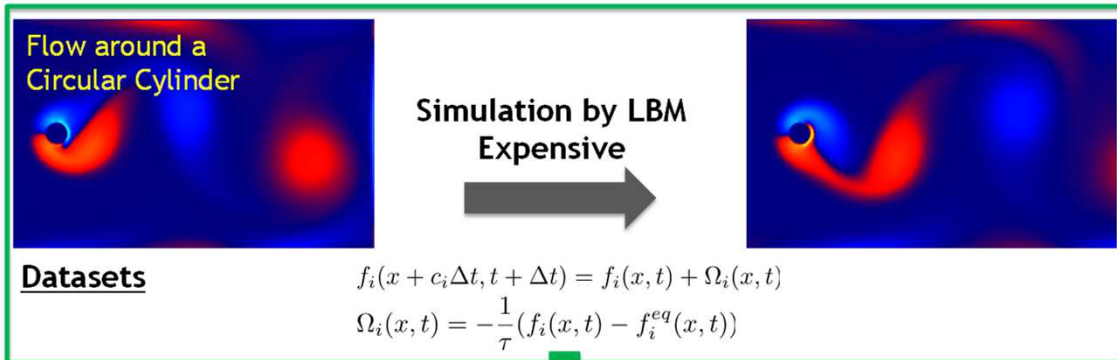 Flow around a
Circular Cylinder
Simulation by LBM
Expensive
Datasets
f_i(x + c_iΔt, t + Δt) = f_i(x, t) + Ω_i(x, t)
Ω_i(x, t) = -\frac{1}{τ}(f_i(x, t) - f_i^{eq}(x, t))